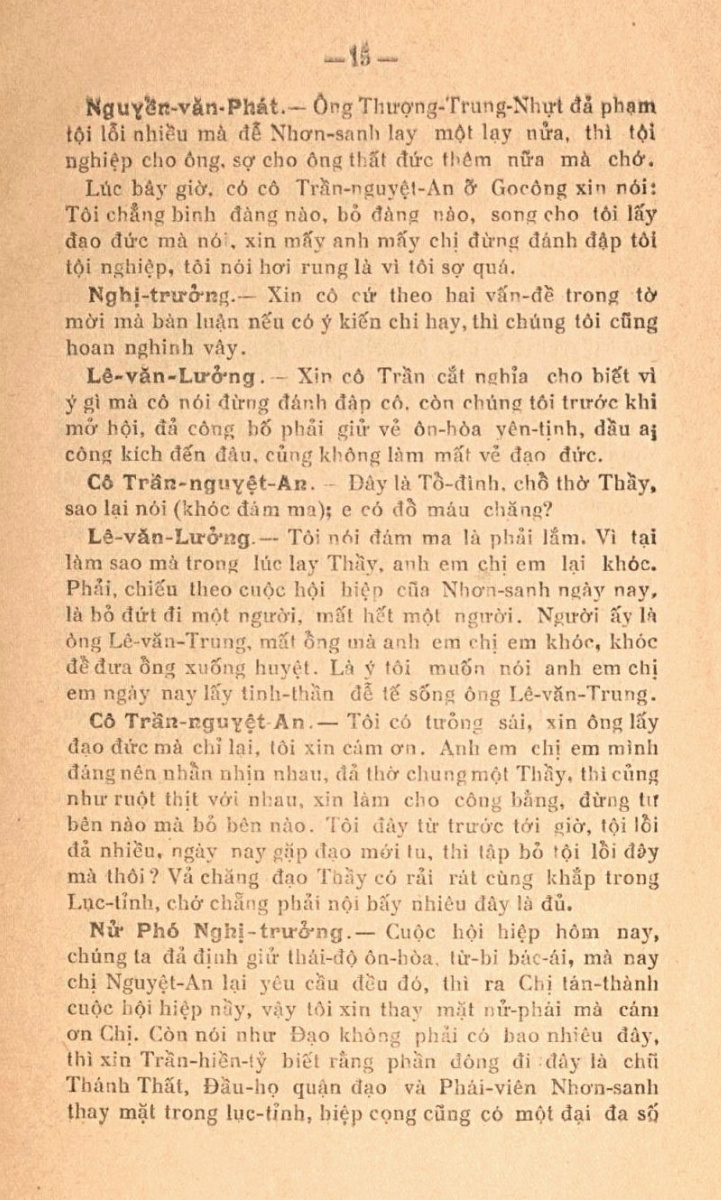 —15—
Nguyễn-văn-Phát.— Ông Thượng-Trung-Nhựt đả phạm
tội lỗi nhiều mà đễ Nhơn-sanh lay một lạy nửa, thì tội
nghiệp cho ông, sợ cho ông thất đức thêm nữa mà chớ.
Lúc bây giờ, có cô Trần-nguyệt-An ở Gocông xin nói:
Tôi chẳng binh đàng nào, bỏ đàng nào, song cho tôi lấy
đạo đức mà nói, xin mấy anh mấy chị đừng đánh đập tôi
tội nghiệp, tôi nói hơi rung là vì tôi sợ quá.
Nghị-trưởng.— Xin cô cứ theo hai vấn-đề trong tờ
mời mà bàn luận nếu có ý kiến chi hay, thì chúng tôi cũng
hoan nghinh vây.
Lê-văn-Lưởng.— Xin cô Trần cắt nghỉa cho biết vì
ý gì mà cô nói đừng đánh đâp cô, còn chúng tôi trước khi
mở hội, đả công bố phải giử vẻ ôn-hòa yên-tịnh, dầu ai
công kích đến đâu, củng không làm mất vẻ đạo đức.
Cô Trần-nguyệt-An.— Đây là Tổ-đình, chỗ thờ Thầy,
sao lại nói (khóc đám ma); e có đổ máu chăng?
Lê-văn-Lưởng.— Tôi nói đám ma là phải lắm. Vì tại
làm sao mà trong lúc lay Thầy, anh em chị em lại khóc.
Phải, chiếu theo cuộc hội hiệp cũa Nhơn-sanh ngày nay,
là bỏ đứt đi một người, mất hết một người. Người ấy là
ông Lê-văn-Trung, mất ổng mà anh em chị em khóc, khóc
để đưa ổng xuống huyệt. Là ý tôi muốn nói anh em chị
em ngày nay lấy tinh-thần đễ tế sống ông Lê-văn-Trung.
Cô Trần-nguyệt-An.— Tôi có tưởng sái, xin ông lấy
đạo đức mà chỉ lại, tôi xin cám ơn. Anh em chị em mình
đáng nên nhẫn nhịn nhau, đả thờ chung một Thầy, thì củng
như ruột thịt với nhau, xin làm cho công bằng, đừng tư
bên nào mà bỏ bên nào. Tôi đây từ trước tới giờ, tội lỗi
đả nhiều, ngày nay gặp đạo mới tu, thì tập bỏ tội lỗi đây
mà thôi? Vả chăng đạo Thầy có rải rát cùng khắp trong
Lục-tỉnh, chớ chẳng phải nội bấy nhiêu đây là đủ.
Nử Phó Nghị-trưởng.— Cuộc hội hiệp hôm nay,
chúng ta đả định giử thái-độ ôn-hòa, từ-bi bác-ái, mà nay
chị Nguyệt-An lại yêu cầu đều đó, thì ra Chị tán-thành
cuộc hội hiệp nầy, vậy tôi xin thay mặt nử-phái mà cám
ơn Chị. Còn nói như Đạo không phải có bao nhiêu đây,
thì xin Trần-hiền-tỷ biết rằng phần đông đi đây là chũ
Thánh Thất, Đầu-họ quận đạo và Phái-viên Nhơn-sanh
thay mặt trong lục-tỉnh, hiệp cọng cũng có một đại đa số